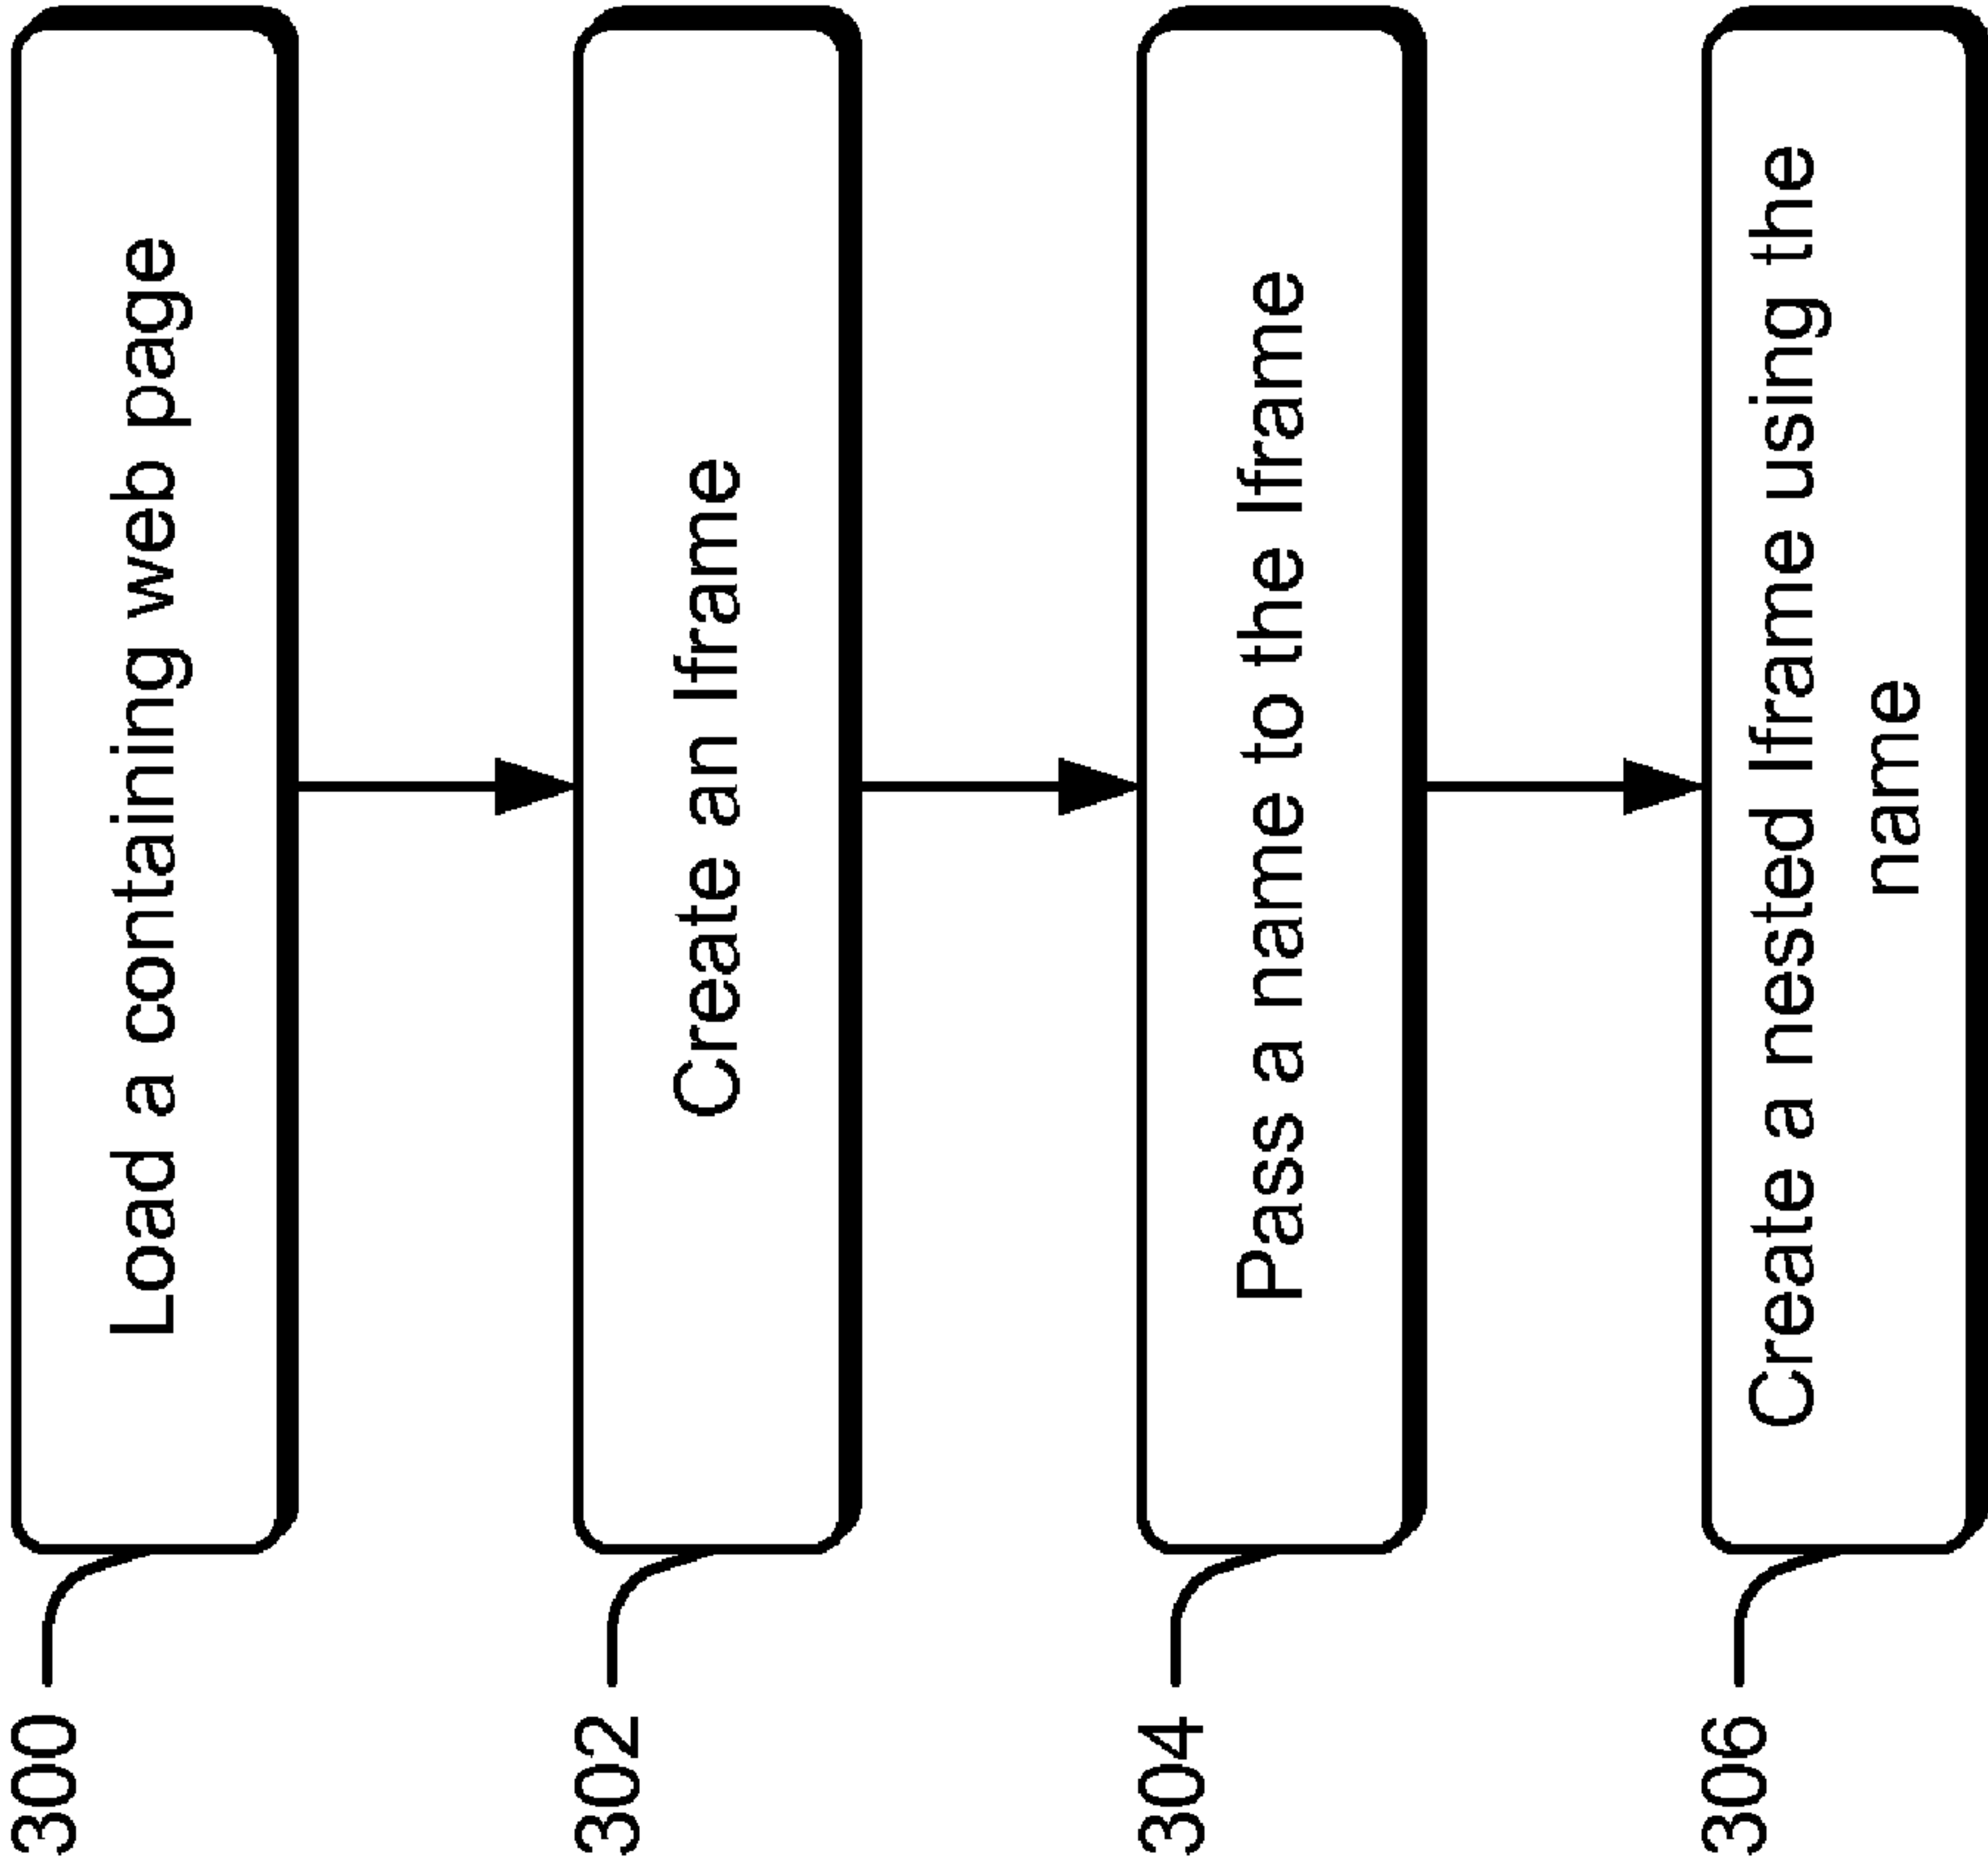 300
Load a containing web page
302
Create an Iframe
304
Pass a name to the Iframe
306
Create a nested Iframe using the
name